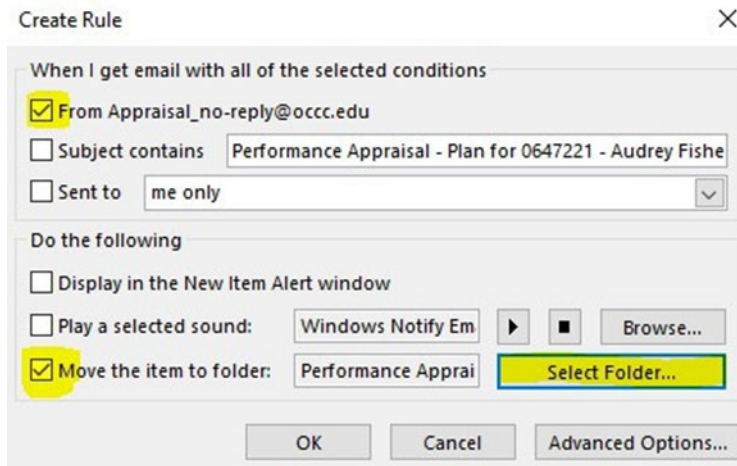 Create Rule
When I get email with all of the selected conditions
From Appraisal_no-reply@occc.edu
Subject contains Performance Appraisal - Plan for 0647221 - Audrey Fishe
Sent to me only
Do the following
Display in the New Item Alert window
Play a selected sound: Windows Notify Em Browse...
Move the item to folder: Performance Apprai Select Folder...
OK Cancel Advanced Options...